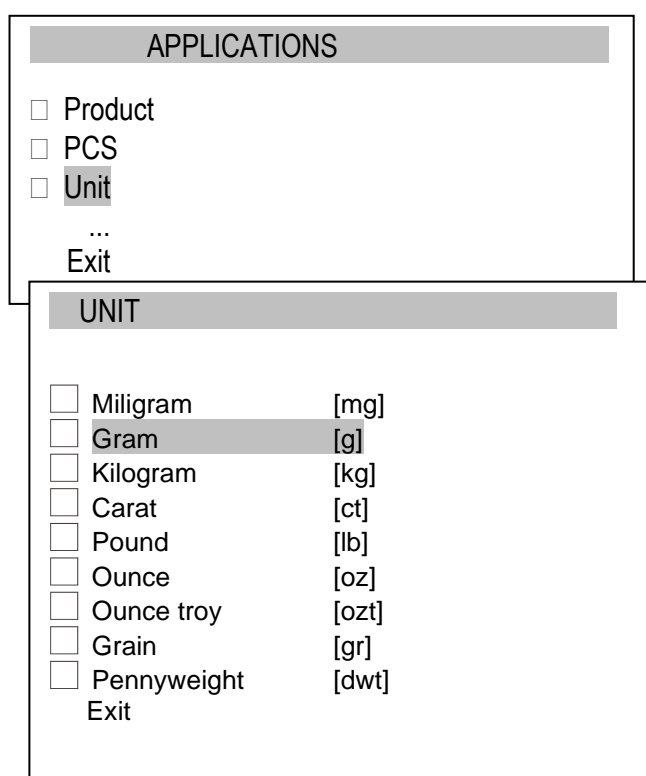 APPLICATIONS
Product
PCS
Unit
...
Exit
UNIT
Miligram [mg]
Gram [g]
Kilogram [kg]
Carat [ct]
Pound [lb]
Ounce [oz]
Ounce troy [ozt]
Grain [gr]
Pennyweight [dwt]
Exit